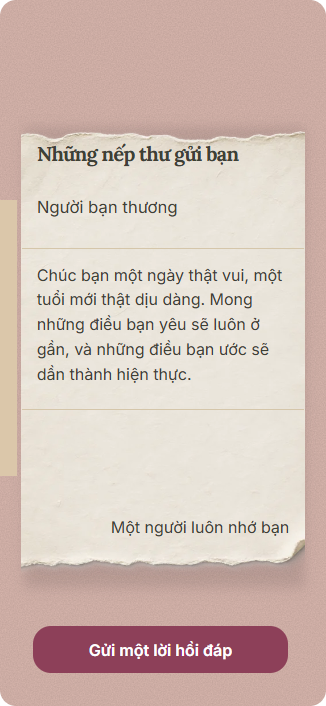 Những nếp thư gửi bạn
Người bạn thương
Chúc bạn một ngày thật vui, một
tuổi mới thật dịu dàng. Mong
những điều bạn yêu sẽ luôn ở
gần, và những điều bạn ước sẽ
dần thành hiện thực.
Một người luôn nhớ bạn
Gửi một lời hồi đáp